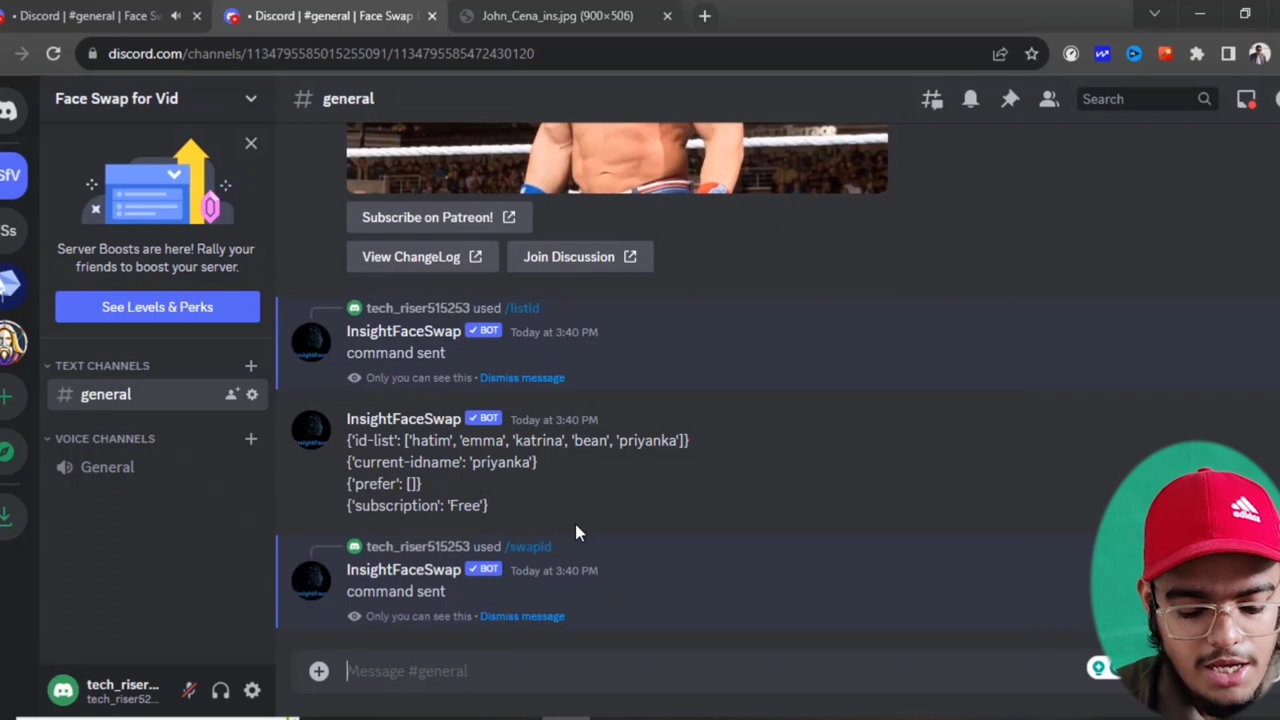 Discord | #general | Face Sw
• Discord | #general | Face Swap
John_Cena_ins.jpg (900×506)
discord.com/channels/1134795585015255091/1134795585472430120
Face Swap for Vid
general
Search
SfV
Ss
Server Boosts are here! Rally your
friends to boost your server.
See Levels & Perks
TEXT CHANNELS
general
VOICE CHANNELS
General
Subscribe on Patreon!
View ChangeLog
Join Discussion
tech_riser515253 used /listid
InsightFaceSwap BOT Today at 3:40 PM
command sent
Only you can see this • Dismiss message
InsightFaceSwap BOT Today at 3:40 PM
{'id-list': ['hatim', 'emma', 'katrina', 'bean', 'priyanka']}
{'current-idname': 'priyanka'}
{'prefer': []}
{'subscription': 'Free'}
tech_riser515253 used /swapid
InsightFaceSwap BOT Today at 3:40 PM
command sent
Only you can see this • Dismiss message
Message #general
tech_riser...
tech_riser52...